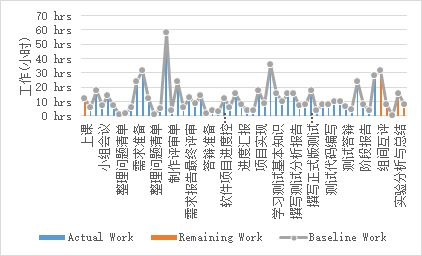 70 hrs
60 hrs
50 hrs
40 hrs
30 hrs
20 hrs
10 hrs
0 hrs
工作(小时)
上课
小组会议
整理问题清单
需求准备
整理问题清单
制作评审单
需求报告最终评审
答辩准备
软件项目进度控
进度汇报
项目实现
学习测试基本知识
撰写测试分析报告
撰写正式版测试
测试代码编写
测试答辩
阶段报告
组间互评
实验分析与总结
Actual Work
Remaining Work
Baseline Work